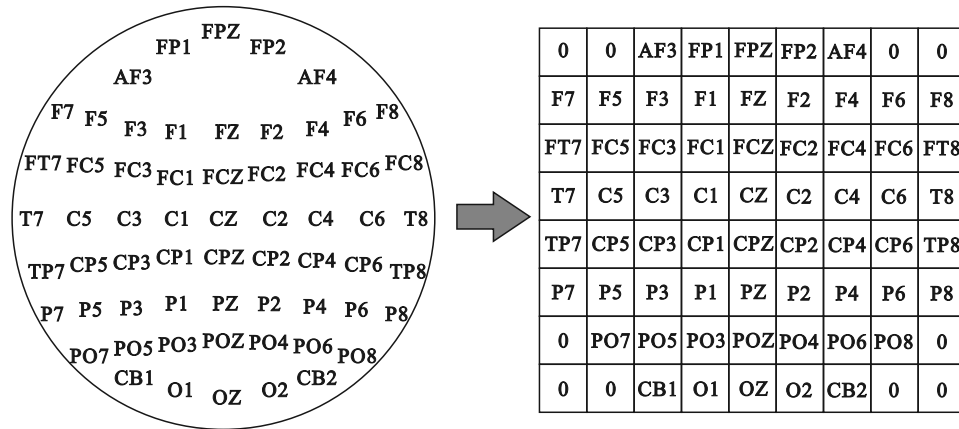 FPZ
FP1 FP2
AF3 AF4
F7 F5 F3 F1 FZ F2 F4 F6 F8
FT7 FC5 FC3 FC1 FCZ FC2 FC4 FC6 FC8
T7 C5 C3 C1 CZ C2 C4 C6 T8
TP7 CP5 CP3 CP1 CPZ CP2 CP4 CP6 TP8
P7 P5 P3 P1 PZ P2 P4 P6 P8
PO7 PO5 PO3 POZ PO4 PO6 PO8
CB1 O1 OZ O2 CB2
0 0 AF3 FP1 FPZ FP2 AF4 0 0
F7 F5 F3 F1 FZ F2 F4 F6 F8
FT7 FC5 FC3 FC1 FCZ FC2 FC4 FC6 FT8
T7 C5 C3 C1 CZ C2 C4 C6 T8
TP7 CP5 CP3 CP1 CPZ CP2 CP4 CP6 TP8
P7 P5 P3 P1 PZ P2 P4 P6 P8
0 PO7 PO5 PO3 POZ PO4 PO6 PO8 0
0 0 CB1 O1 OZ O2 CB2 0 0